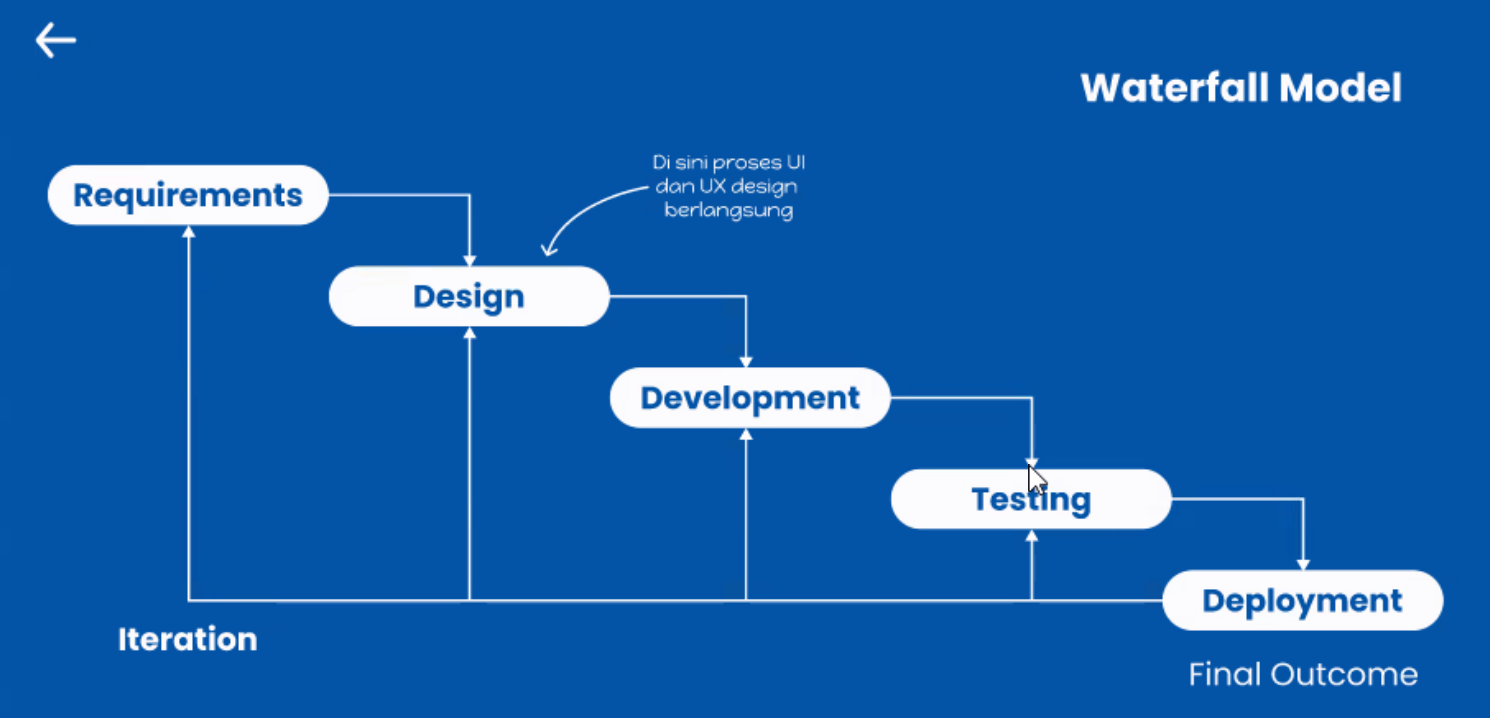 Waterfall Model
Requirements
Di sini proses UI
dan UX design
berlangsung
Design
Development
Testing
Deployment
Iteration
Final Outcome